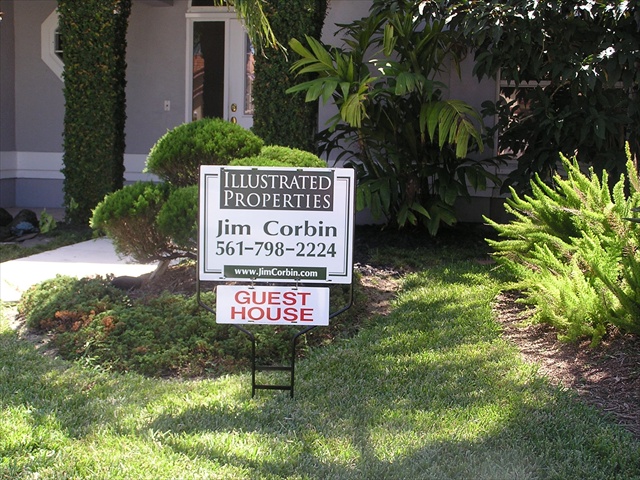 ILLUSTRATED
PROPERTIES
Jim Corbin
561-798-2224
www.JimCorbin.com
GUEST
HOUSE